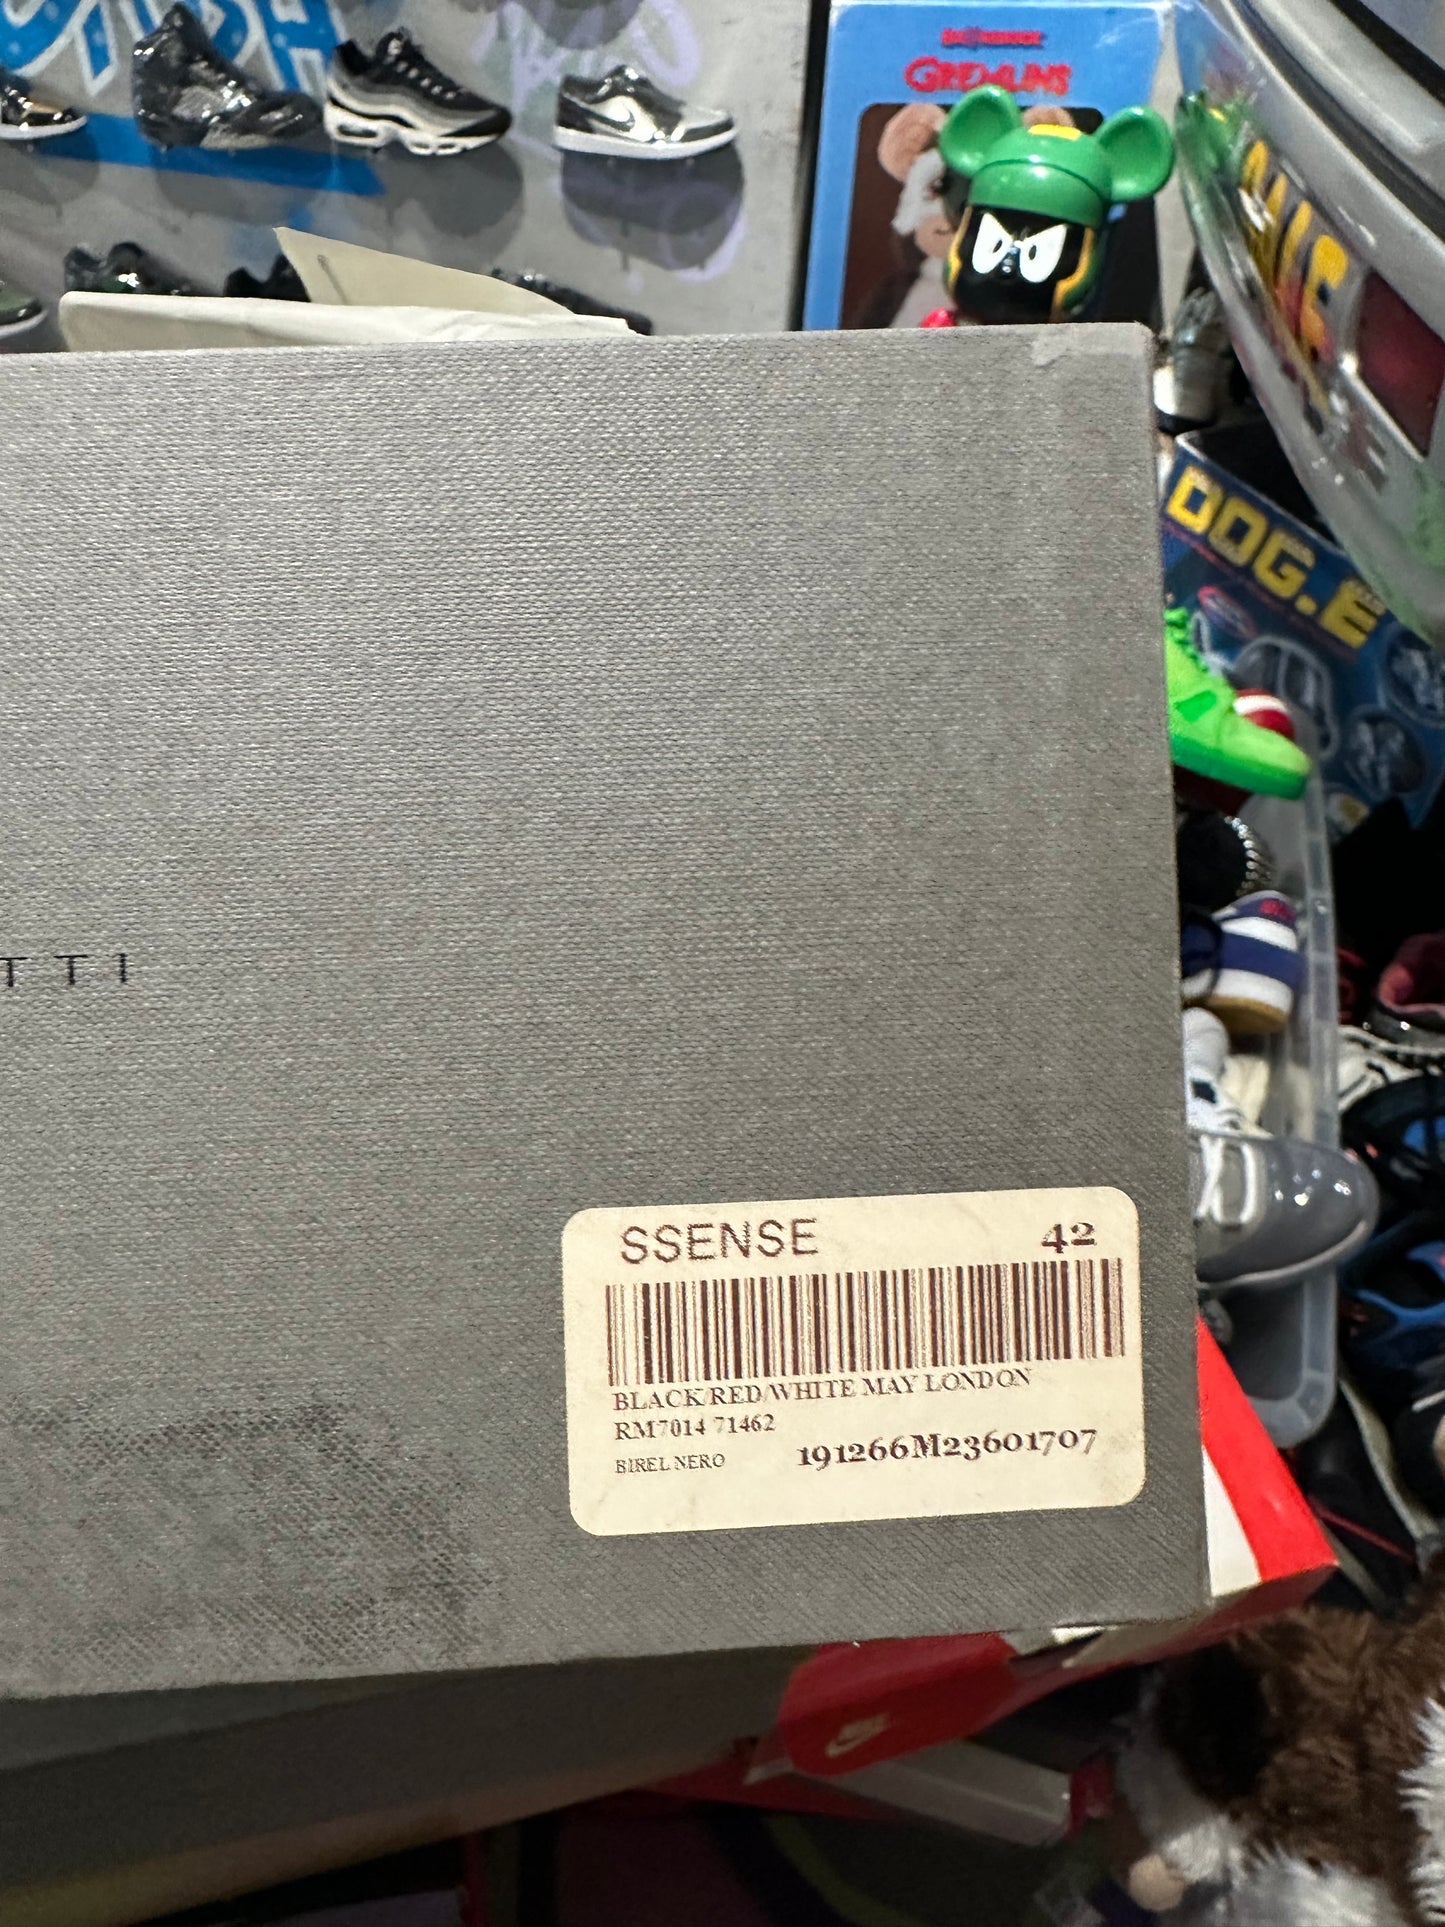 GREMLINS
DOG.E
TTI
SSENSE 42
BLACK/RED/WHITE MAY LONDON
RM7014 71462
BIREL NERO 191266M23601707